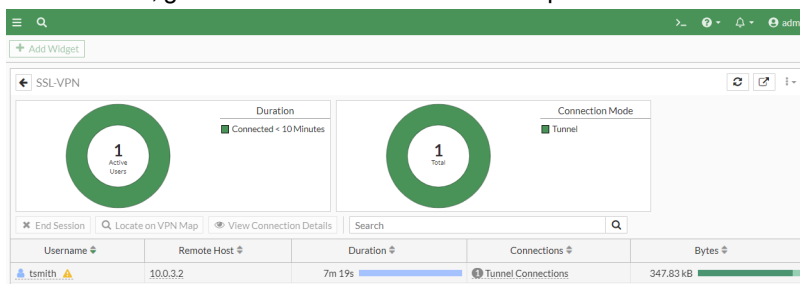 adm
+ Add Widget
SSL-VPN
Duration
Connected < 10 Minutes
1
Active
Users
Connection Mode
Tunnel
1
Total
End Session
Locate on VPN Map
View Connection Details
Search
Username
Remote Host
Duration
Connections
Bytes
tsmith
10.0.3.2
7m 19s
1 Tunnel Connections
347.83 kB